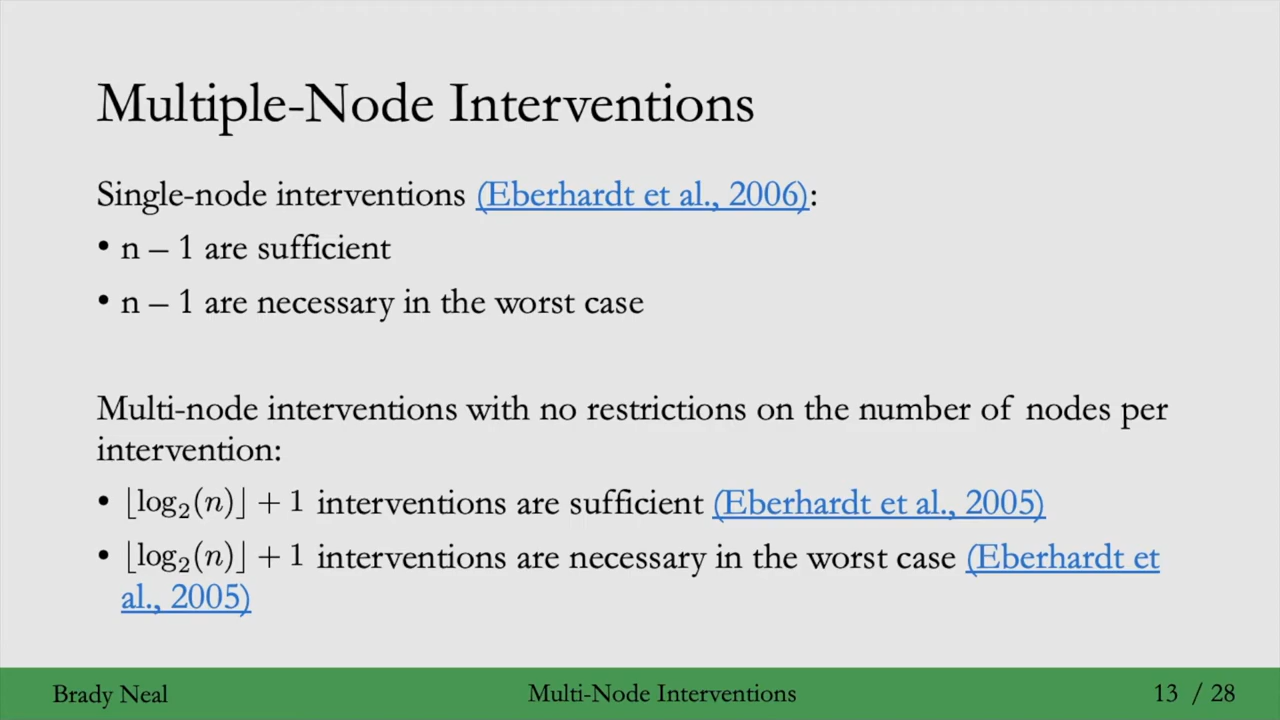 Multiple-Node Interventions
Single-node interventions (Eberhardt et al., 2006):
• n – 1 are sufficient
• n – 1 are necessary in the worst case
Multi-node interventions with no restrictions on the number of nodes per
intervention:
• ⌊log₂(n)⌋ + 1 interventions are sufficient (Eberhardt et al., 2005)
• ⌊log₂(n)⌋ + 1 interventions are necessary in the worst case (Eberhardt et
al., 2005)
Brady Neal Multi-Node Interventions 13 / 28